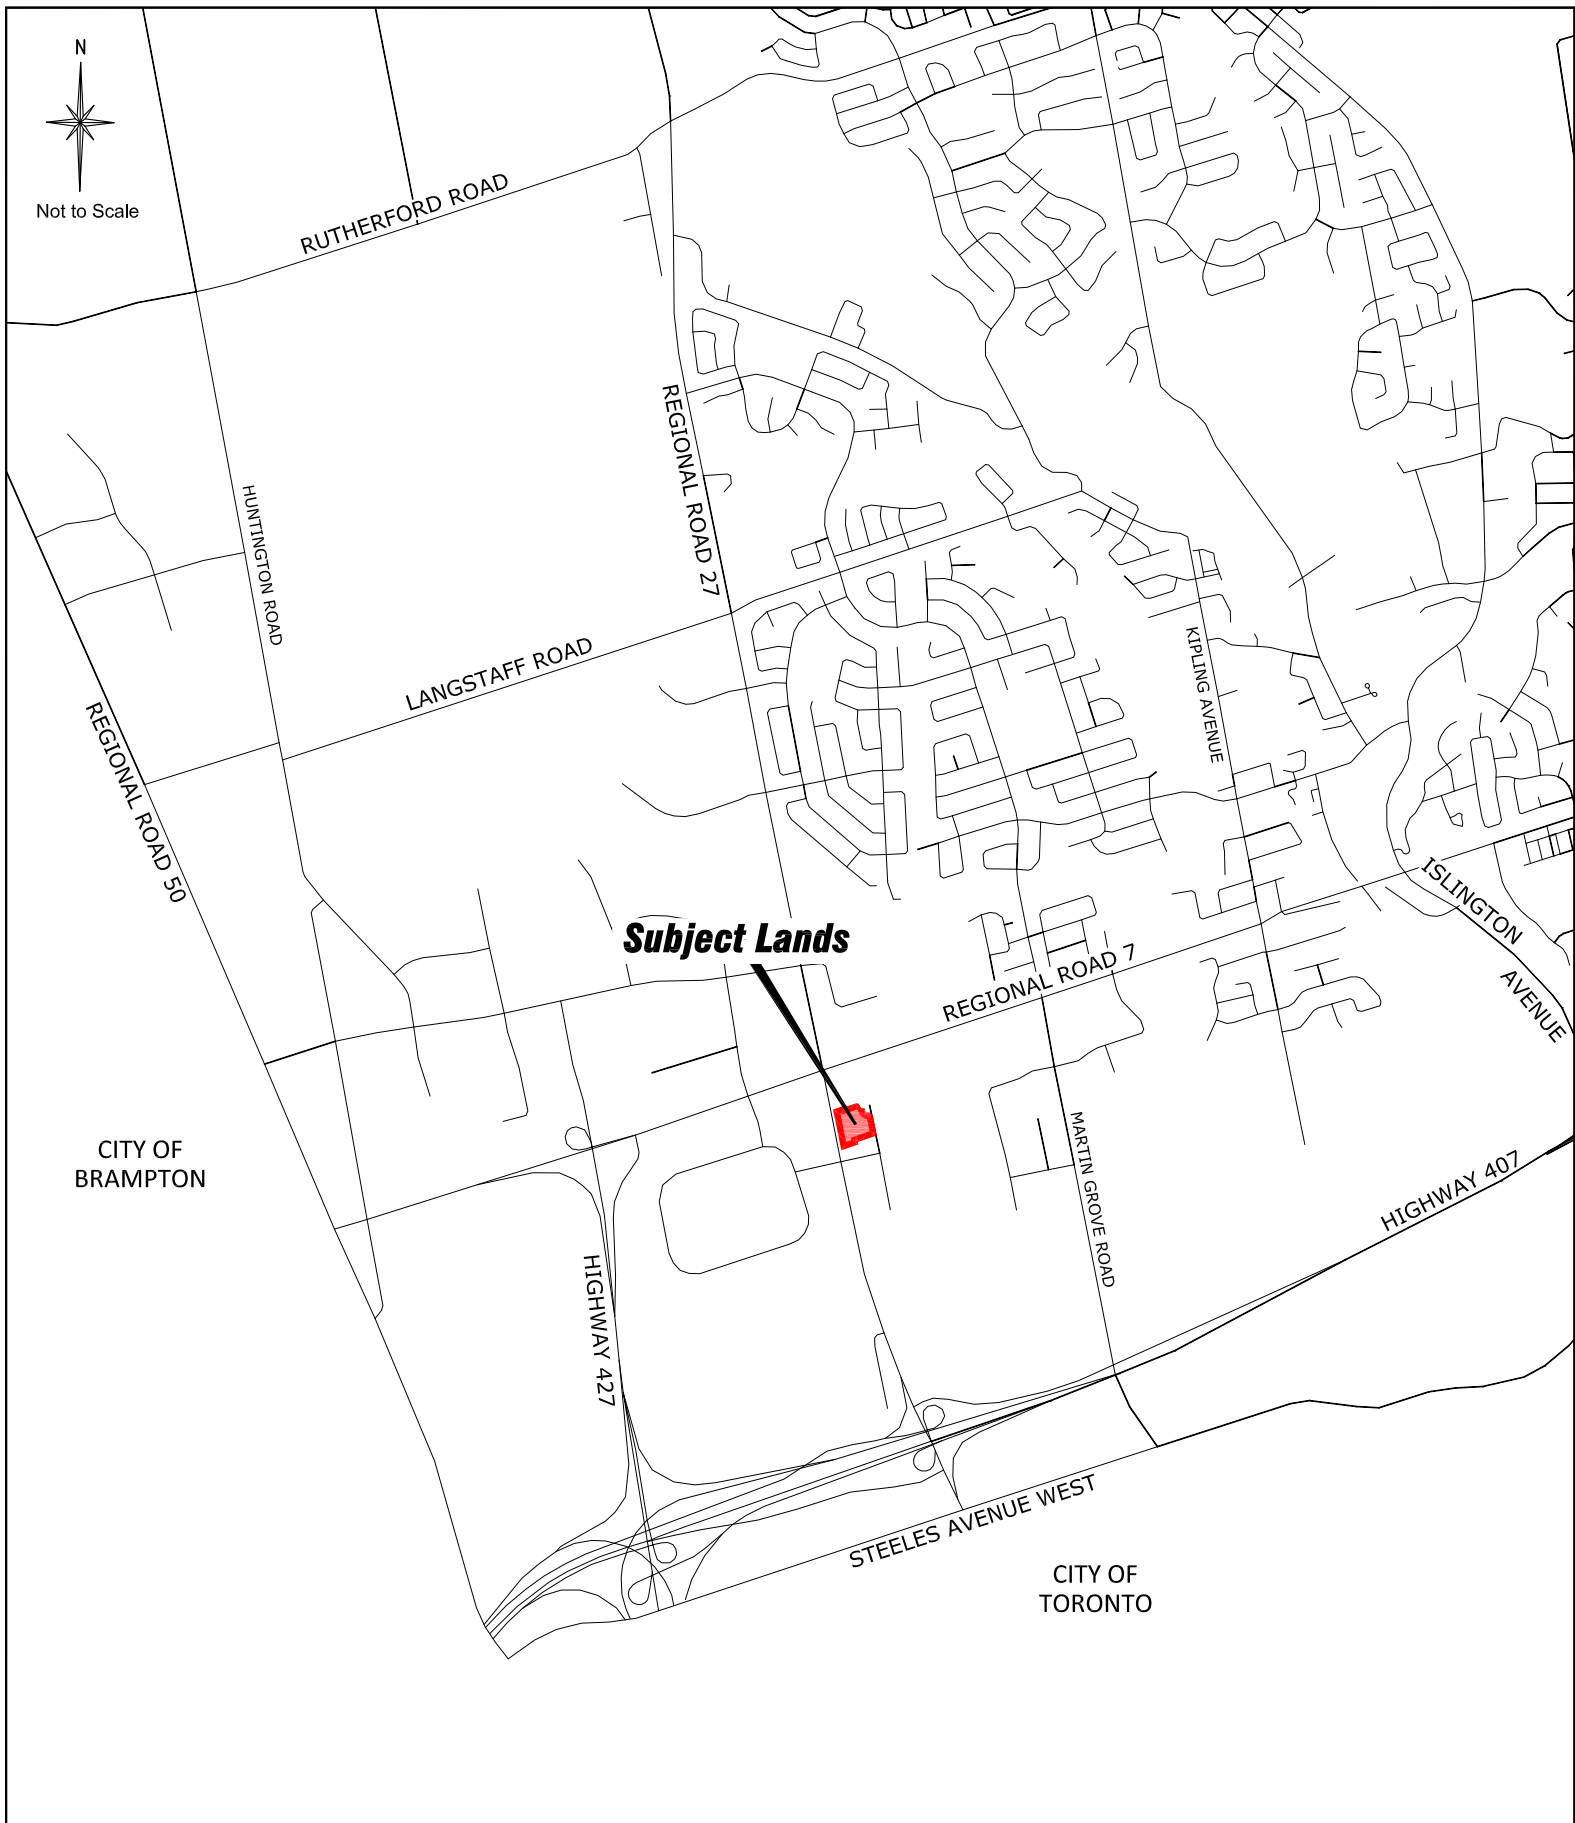 N
Not to Scale
RUTHERFORD ROAD
REGIONAL ROAD 27
HUNTINGTON ROAD
LANGSTAFF ROAD
KIPLING AVENUE
REGIONAL ROAD 50
ISLINGTON
AVENUE
Subject Lands
REGIONAL ROAD 7
CITY OF
BRAMPTON
MARTIN GROVE ROAD
HIGHWAY 407
HIGHWAY 427
STEELES AVENUE WEST
CITY OF
TORONTO